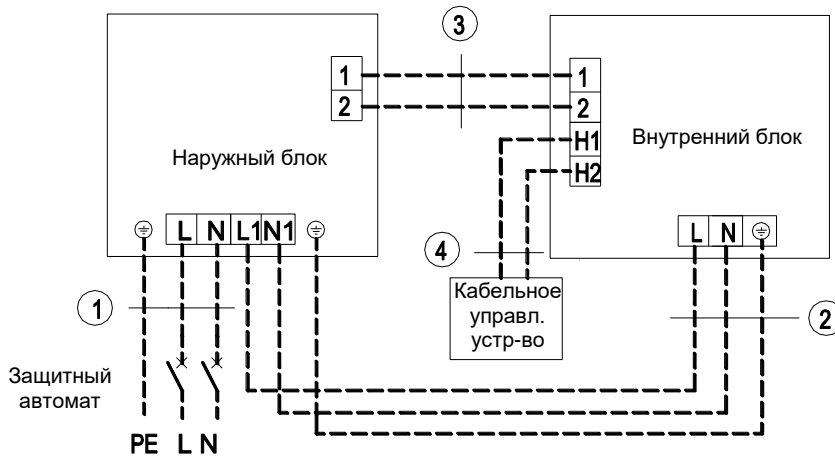 3
1
2
1
2
H1
H2
Наружный блок
Внутренний блок
L N L1 N1
L N
4
Кабельное
управл.
устр-во
1
2
Защитный
автомат
PE L N